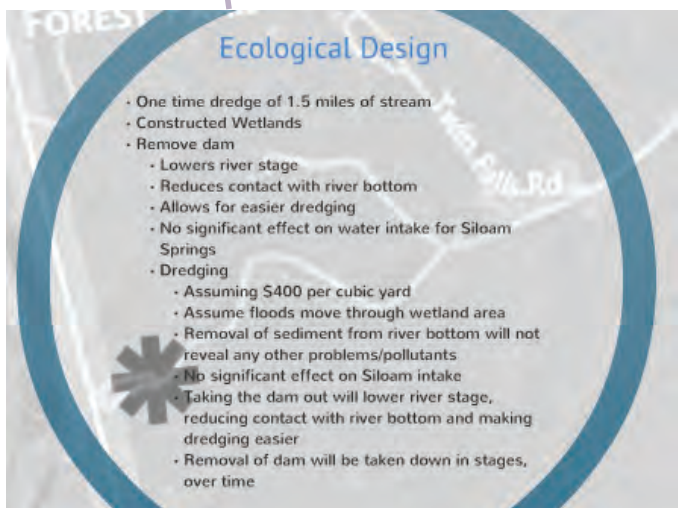 FOREST
Ecological Design
• One time dredge of 1.5 miles of stream
• Constructed Wetlands
• Remove dam
• Lowers river stage
• Reduces contact with river bottom
• Allows for easier dredging
• No significant effect on water intake for Siloam
Springs
• Dredging
• Assuming $400 per cubic yard
• Assume floods move through wetland area
• Removal of sediment from river bottom will not
reveal any other problems/pollutants
• No significant effect on Siloam intake
• Taking the dam out will lower river stage,
reducing contact with river bottom and making
dredging easier
• Removal of dam will be taken down in stages,
over time
Twin Falls Rd